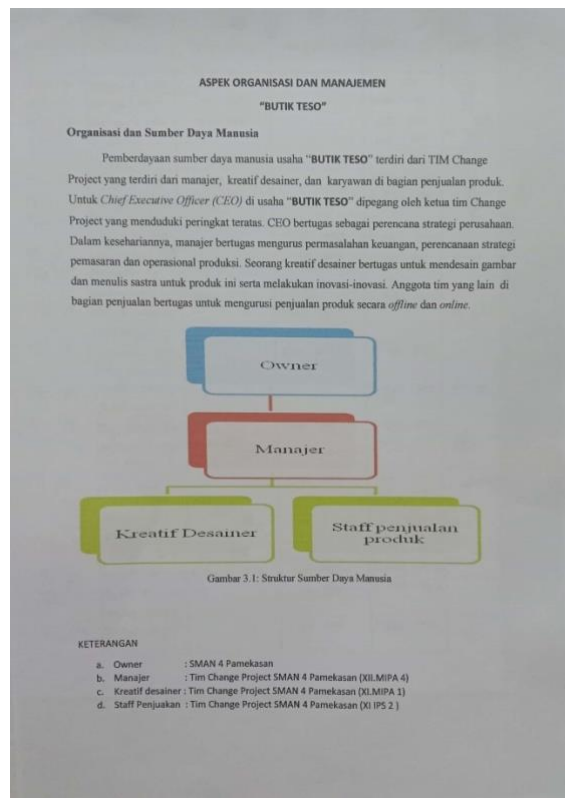 ASPEK ORGANISASI DAN MANAJEMEN
"BUTIK TESO"
Organisasi dan Sumber Daya Manusia
Pemberdayaan sumber daya manusia usaha "BUTIK TESO" terdiri dari TIM Change
Project yang terdiri dari manajer, kreatif desainer, dan karyawan di bagian penjualan produk.
Untuk Chief Executive Officer (CEO) di usaha "BUTIK TESO" dipegang oleh ketua tim Change
Project yang menduduki peringkat teratas. CEO bertugas sebagai perencana strategi perusahaan.
Dalam kesehariannya, manajer bertugas mengurus permasalahan keuangan, perencanaan strategi
pemasaran dan operasional produksi. Seorang kreatif desainer bertugas untuk mendesain gambar
dan menulis sastra untuk produk ini serta melakukan inovasi-inovasi. Anggota tim yang lain di
bagian penjualan bertugas untuk mengurusi penjualan produk secara offline dan online.
Owner
Manajer
Kreatif Desainer
Staff penjualan
produk
Gambar 3.1: Struktur Sumber Daya Manusia
KETERANGAN
a. Owner : SMAN 4 Pamekasan
b. Manajer : Tim Change Project SMAN 4 Pamekasan (XII.MIPA 4)
c. Kreatif desainer : Tim Change Project SMAN 4 Pamekasan (XI.MIPA 1)
d. Staff Penjuakan : Tim Change Project SMAN 4 Pamekasan (XI IPS 2 )